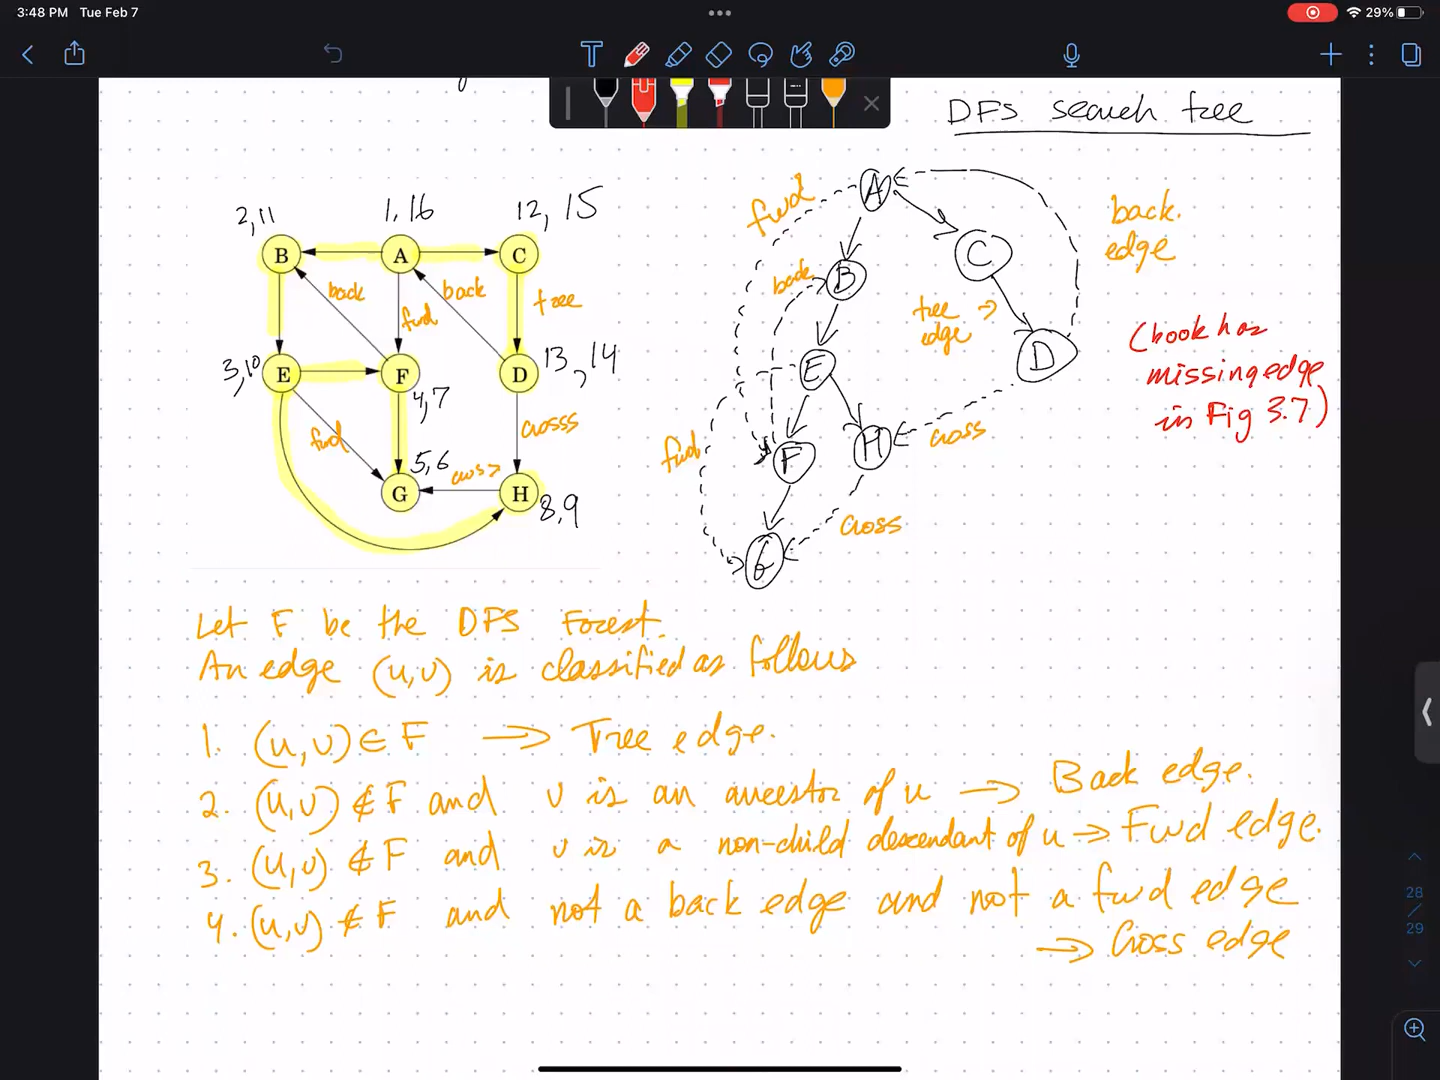 3:48 PM Tue Feb 7
29%
DFS search tree
2,11
1,16
12, 15
B
A
C
back
fwd
back
tree
3,10
E
F
D
13, 14
4,7
fwd
crosss
5,6
cross
G
H
8,9
fwd
A
back
B
C
tree edge
E
D
fwd
F
H
cross
cross
G
back. edge
(book has
missing edge
in Fig 3.7)
Let F be the DFS Forest.
An edge (u,v) is classified as follows
1. (u,v) ∈ F → Tree edge.
2. (u,v) ∉ F and v is an ancestor of u → Back edge.
3. (u,v) ∉ F and v is a non-child descendant of u → Fwd edge.
4. (u,v) ∉ F and not a back edge and not a fwd edge
→ Cross edge
28
/
29